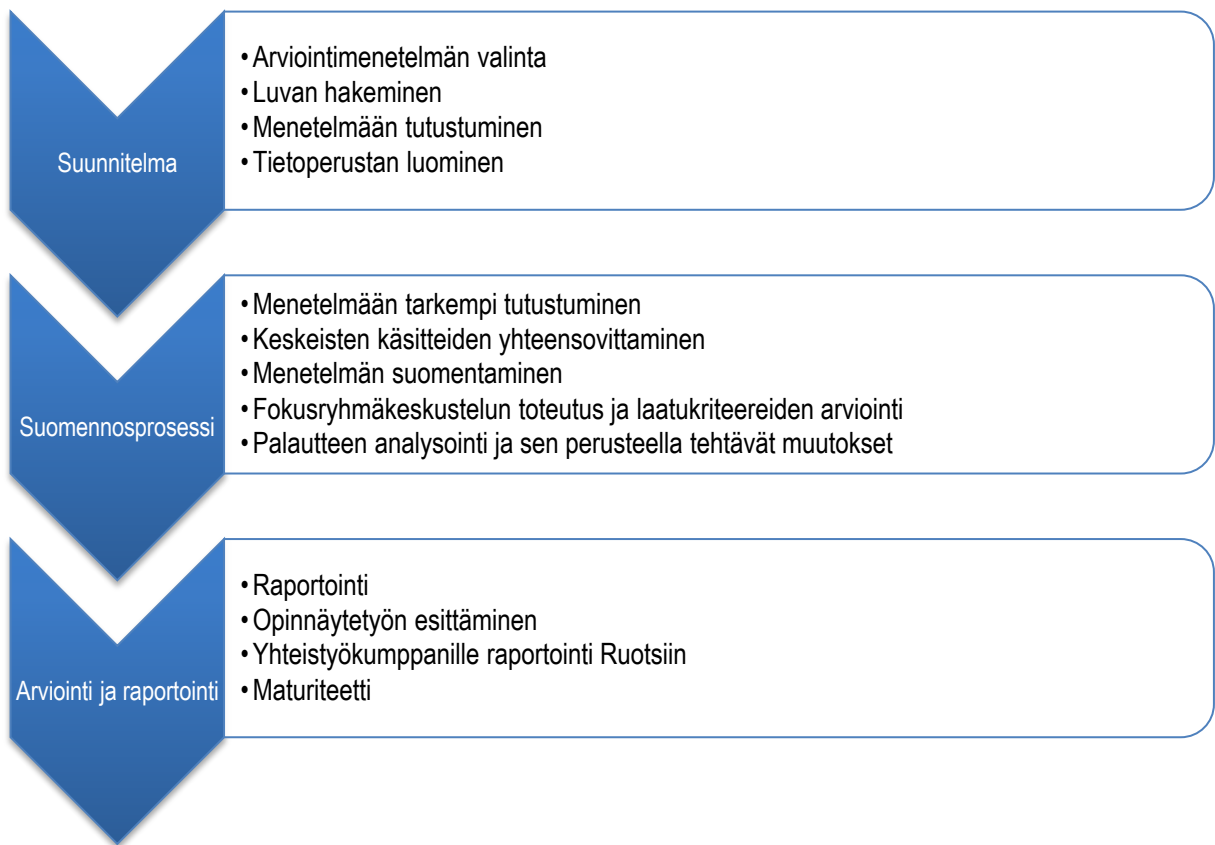 Suunnitelma
• Arviointimenetelmän valinta
• Luvan hakeminen
• Menetelmään tutustuminen
• Tietoperustan luominen
Suomennosprosessi
• Menetelmään tarkempi tutustuminen
• Keskeisten käsitteiden yhteensovittaminen
• Menetelmän suomentaminen
• Fokusryhmäkeskustelun toteutus ja laatukriteereiden arviointi
• Palautteen analysointi ja sen perusteella tehtävät muutokset
Arviointi ja raportointi
• Raportointi
• Opinnäytetyön esittäminen
• Yhteistyökumppanille raportointi Ruotsiin
• Maturiteetti